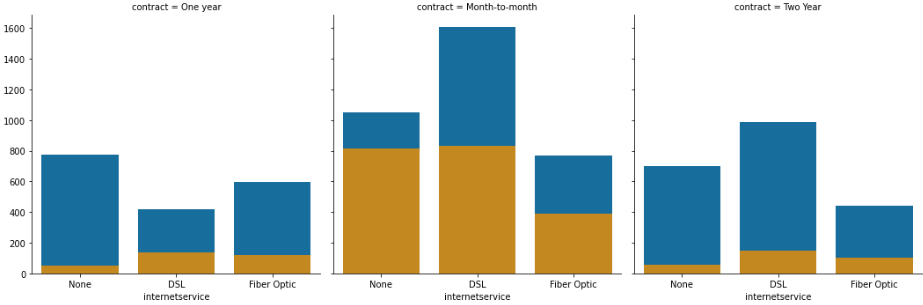 contract = One year
contract = Month-to-month
contract = Two Year
1600
1400
1200
1000
800
600
400
200
0
None DSL Fiber Optic
internetservice
None DSL Fiber Optic
internetservice
None DSL Fiber Optic
internetservice